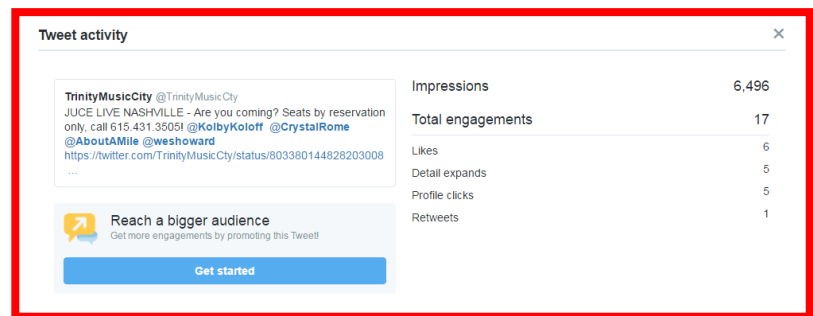 Tweet activity
TrinityMusicCity @TrinityMusicCty
JUCE LIVE NASHVILLE - Are you coming? Seats by reservation
only, call 615.431.3505! @KolbyKoloff @CrystalRome
@AboutAMile @weshoward
https://twitter.com/TrinityMusicCty/status/803380144828203008
...
Reach a bigger audience
Get more engagements by promoting this Tweet!
Get started
Impressions 6,496
Total engagements 17
Likes 6
Detail expands 5
Profile clicks 5
Retweets 1